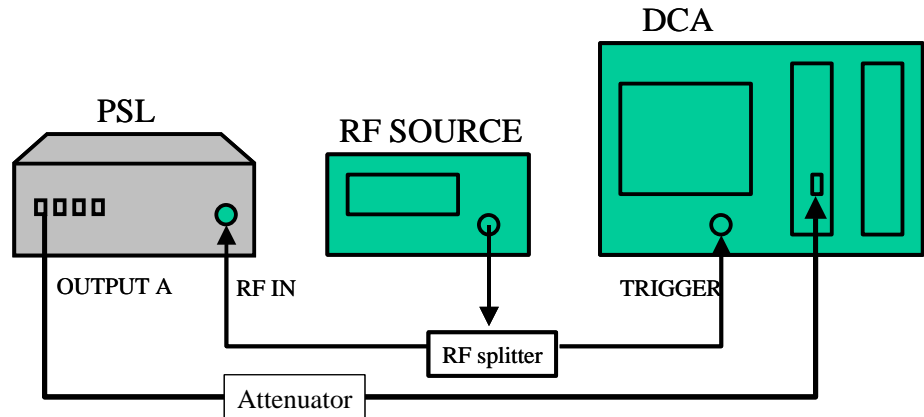 DCA
PSL
RF SOURCE
OUTPUT A
RF IN
TRIGGER
RF splitter
Attenuator